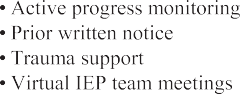 • Active progress monitoring
• Prior written notice
• Trauma support
• Virtual IEP team meetings